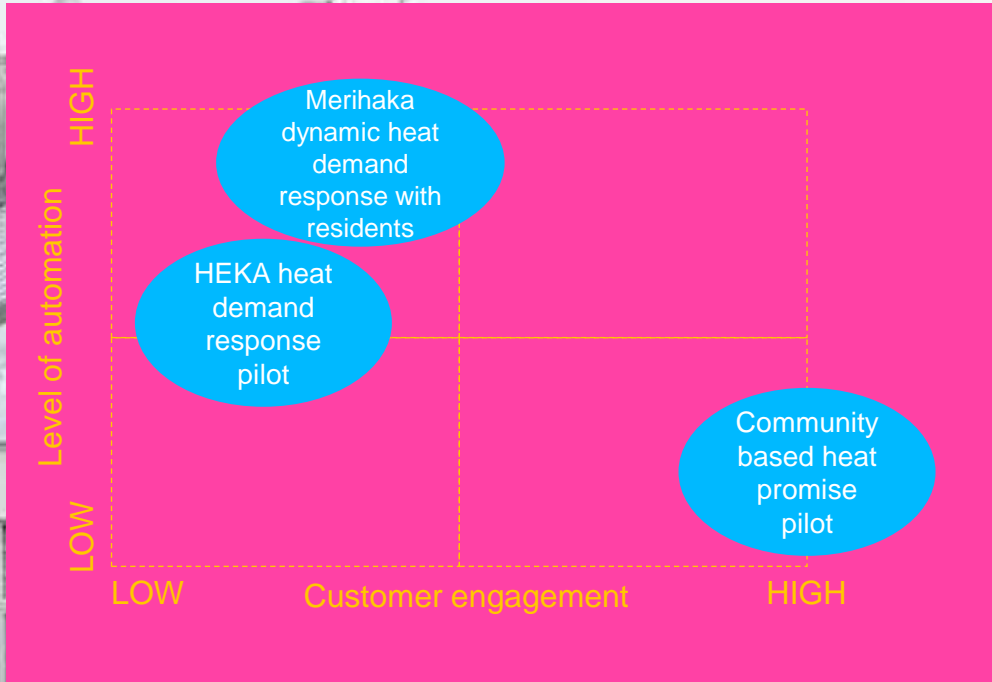 HIGH
Merihaka
dynamic heat
demand
response with
residents
Level of automation
HEKA heat
demand
response
pilot
Community
based heat
promise
pilot
LOW
LOW
Customer engagement
HIGH